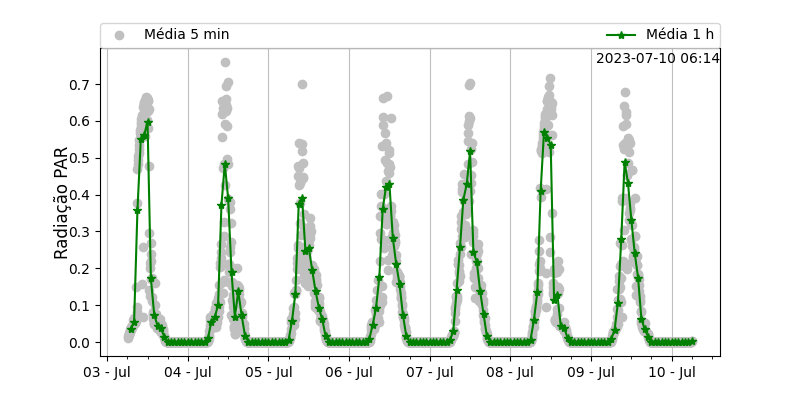 Média 5 min
Média 1 h
2023-07-10 06:14
Radiação PAR
0.7
0.6
0.5
0.4
0.3
0.2
0.1
0.0
03 - Jul
04 - Jul
05 - Jul
06 - Jul
07 - Jul
08 - Jul
09 - Jul
10 - Jul